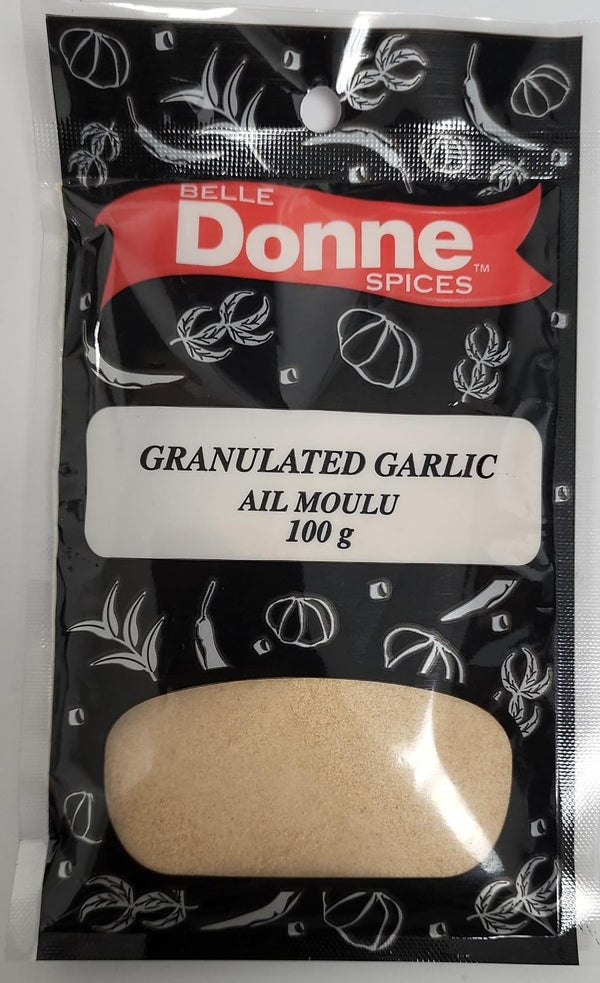 BELLE
Donne
SPICES™
GRANULATED GARLIC
AIL MOULU
100 g